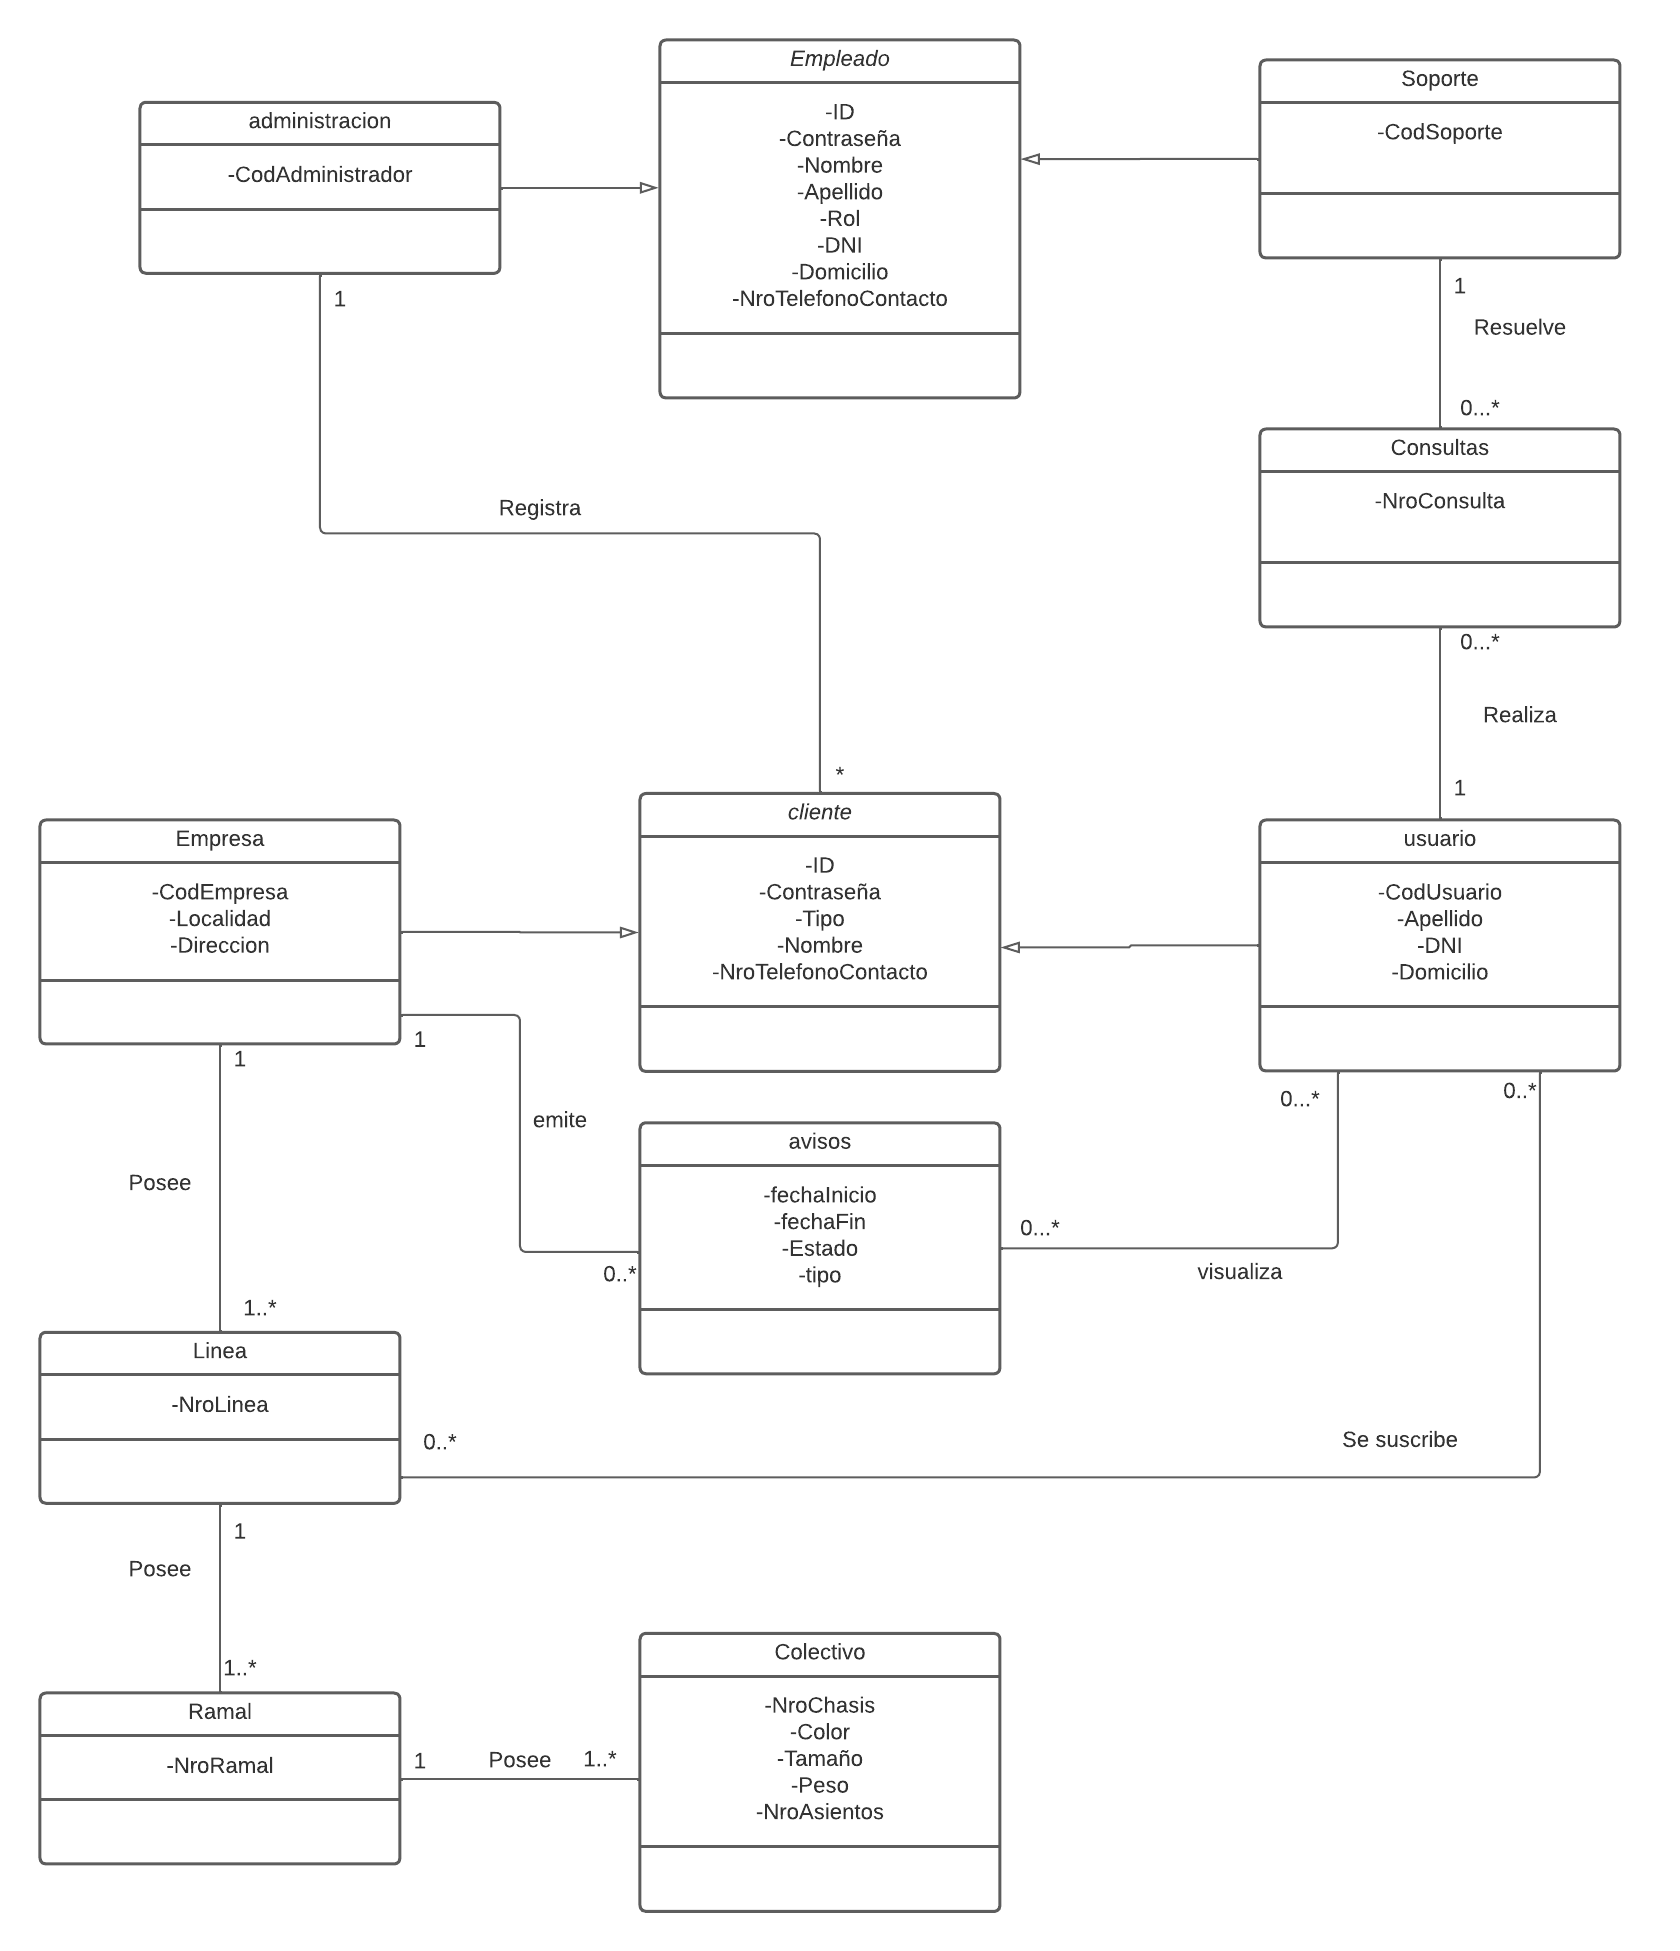 Empleado
-ID
-Contraseña
-Nombre
-Apellido
-Rol
-DNI
-Domicilio
-NroTelefonoContacto
Soporte
-CodSoporte
administracion
-CodAdministrador
1
1
Resuelve
0...*
Consultas
-NroConsulta
Registra
0...*
Realiza
1
*
cliente
-ID
-Contraseña
-Tipo
-Nombre
-NroTelefonoContacto
Empresa
-CodEmpresa
-Localidad
-Direccion
usuario
-CodUsuario
-Apellido
-DNI
-Domicilio
1
1
emite
0...*
0..*
Posee
avisos
-fechaInicio
-fechaFin
-Estado
-tipo
0...*
visualiza
0..*
1..*
Linea
-NroLinea
0..*
Se suscribe
1
Posee
1..*
Ramal
-NroRamal
1
Posee
1..*
Colectivo
-NroChasis
-Color
-Tamaño
-Peso
-NroAsientos